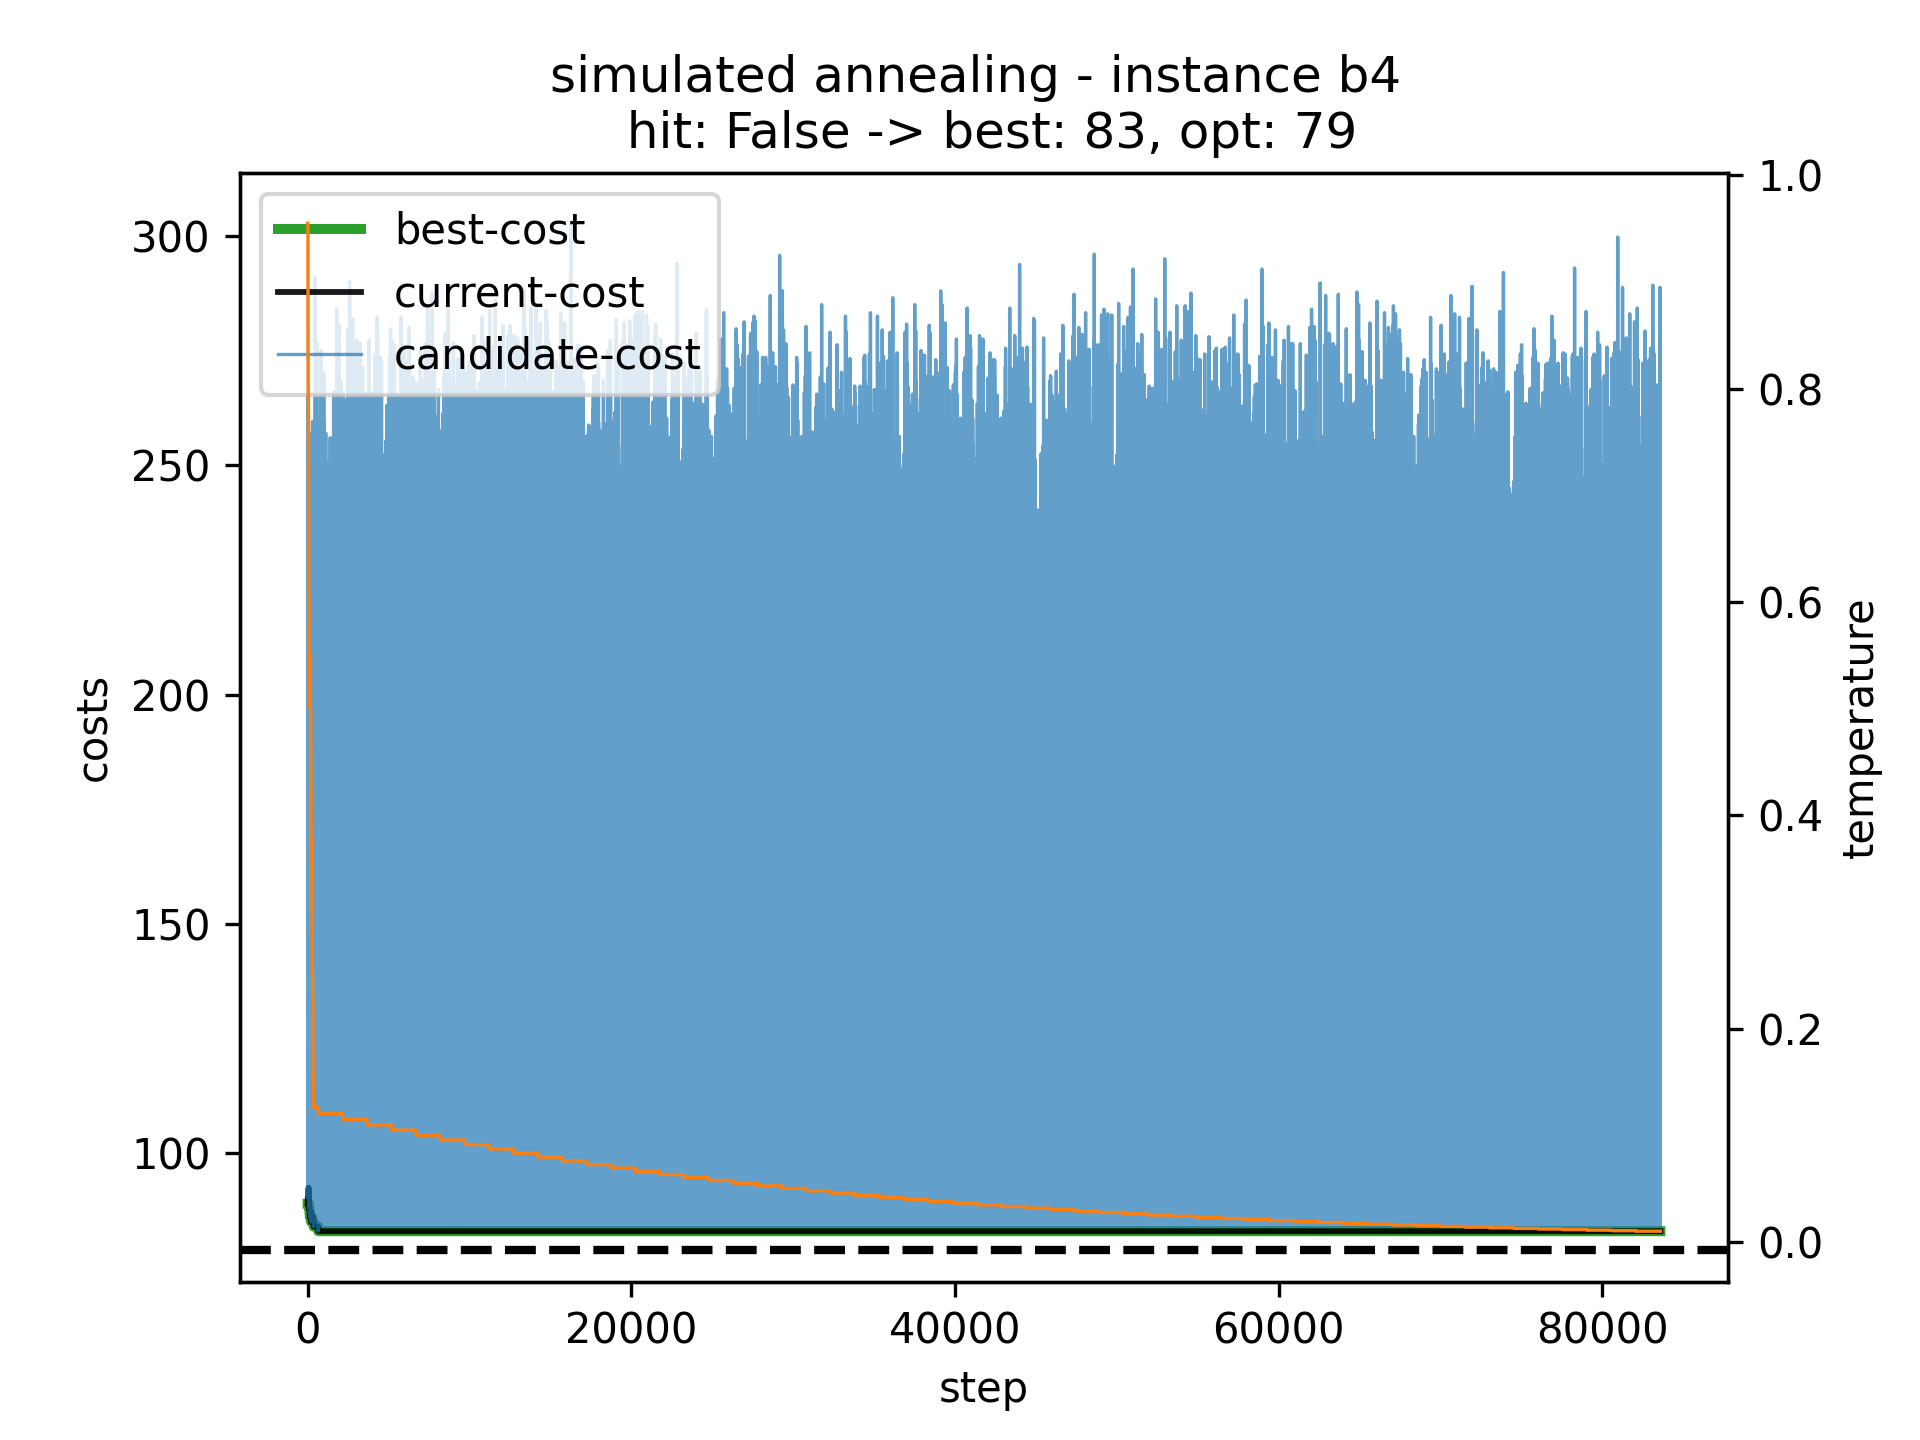 simulated annealing - instance b4
hit: False -> best: 83, opt: 79
best-cost
current-cost
candidate-cost
costs
300
250
200
150
100
temperature
1.0
0.8
0.6
0.4
0.2
0.0
0 20000 40000 60000 80000
step